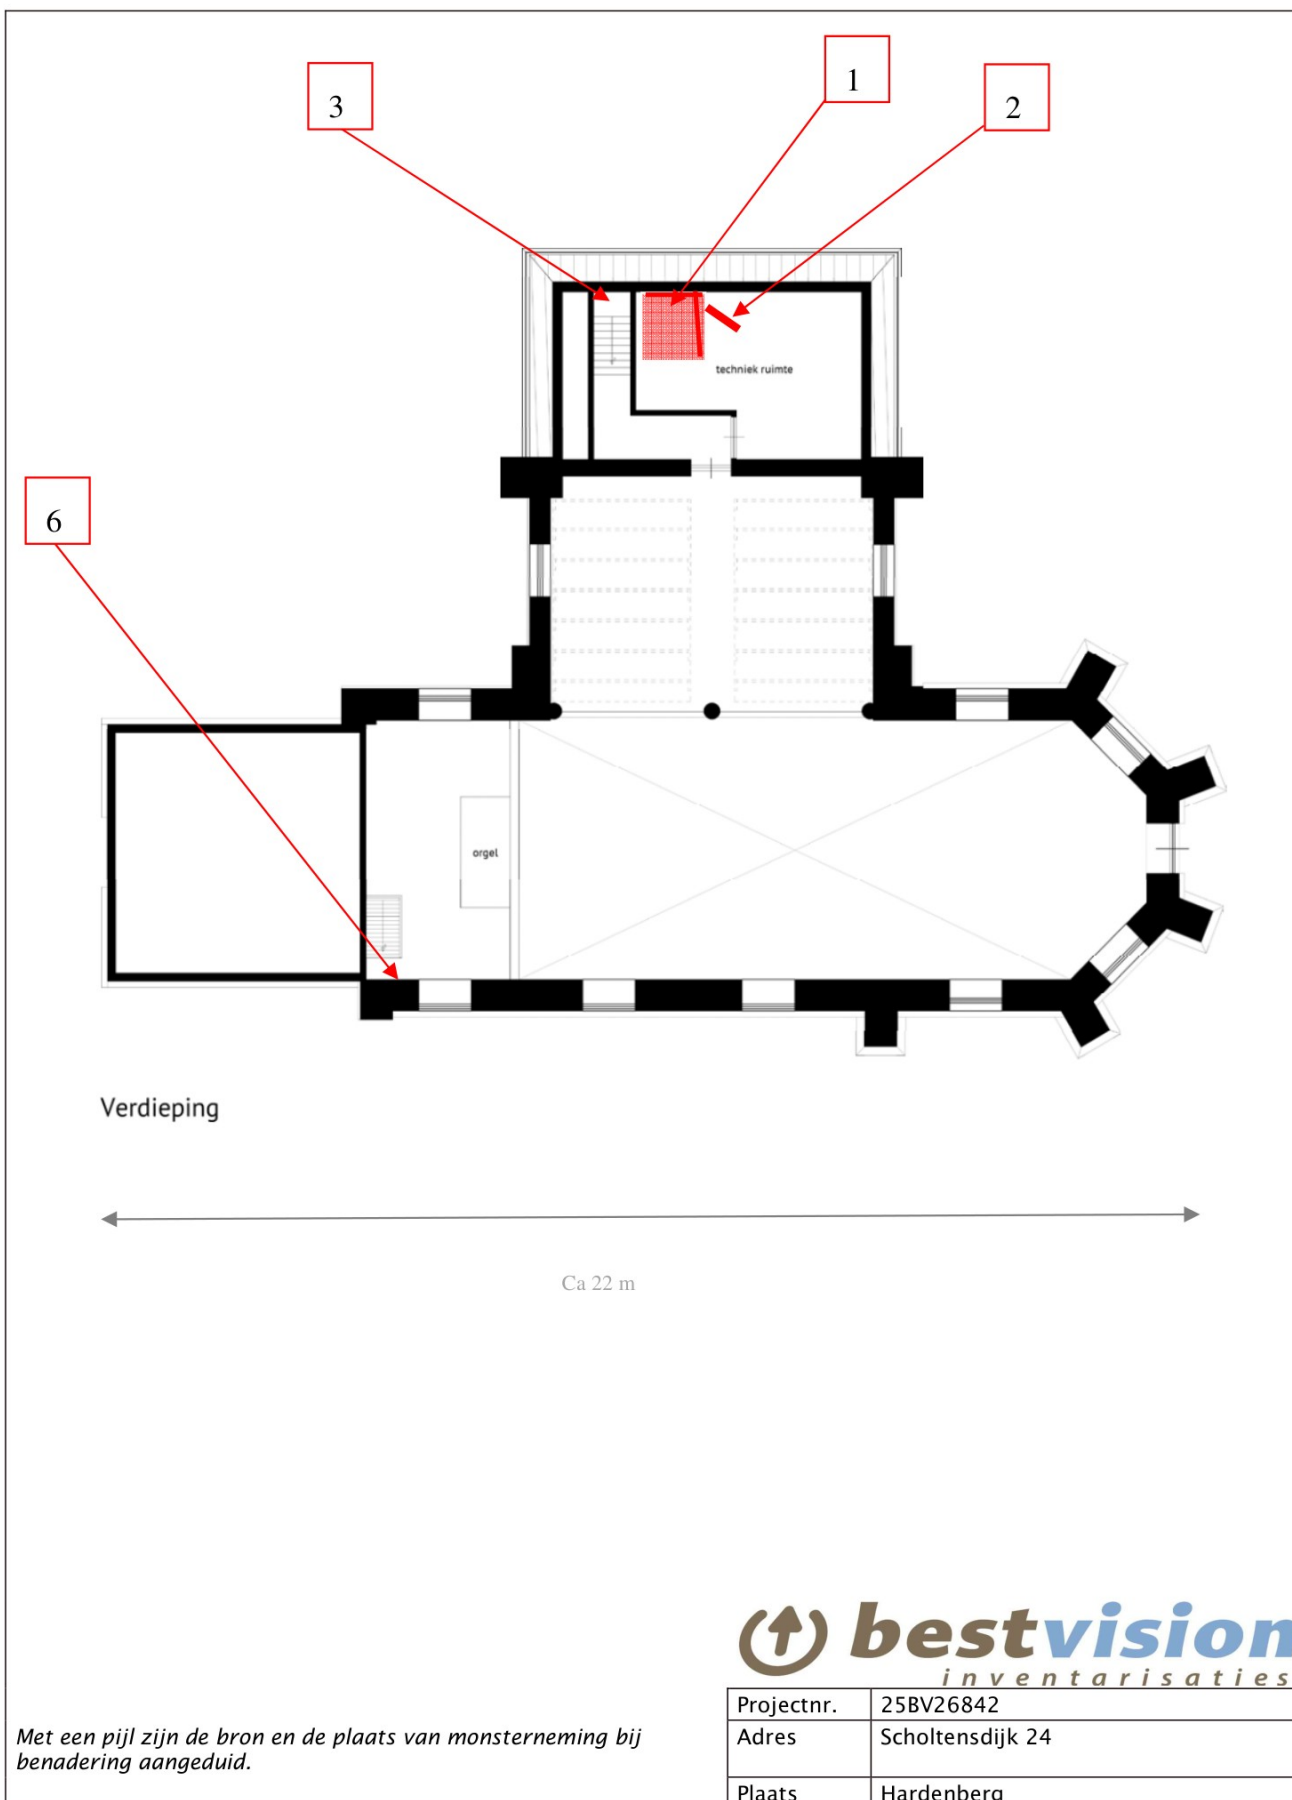 1
3
2
techniek ruimte
6
orgel
Verdieping
Ca 22 m
bestvision
inventarisaties
Projectnr. 25BV26842
Met een pijl zijn de bron en de plaats van monsterneming bij
benadering aangeduid.
Adres Scholtensdijk 24
Plaats Hardenberg